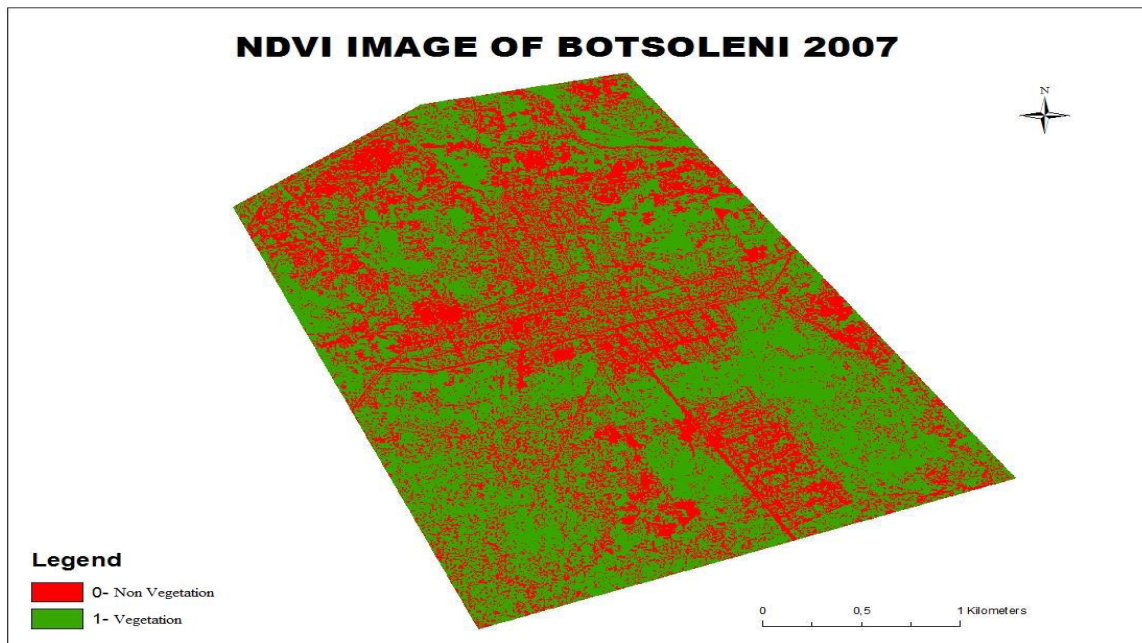 NDVI IMAGE OF BOTSOLENI 2007
N
Legend
0- Non Vegetation
1- Vegetation
0 0,5 1 Kilometers